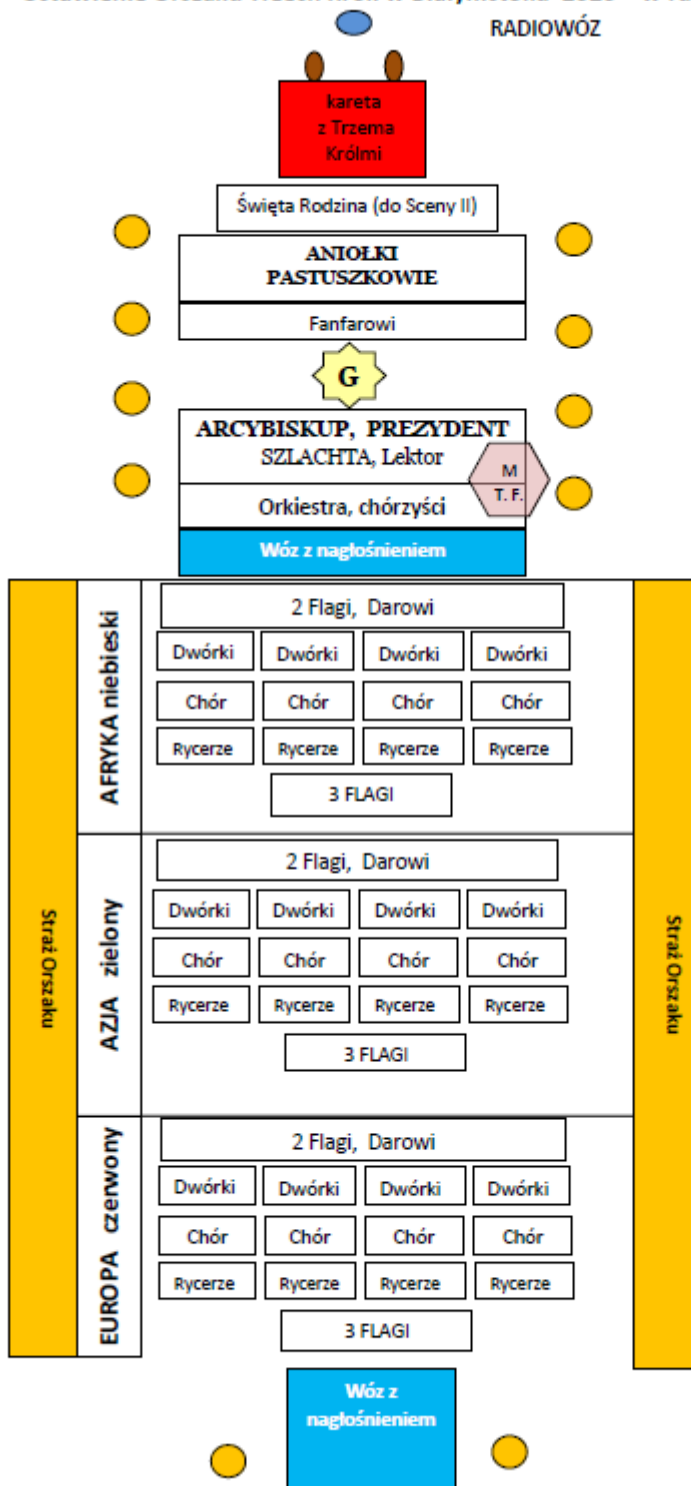 RADIOWÓZ
kareta
z Trzema
Królmi
Święta Rodzina (do Sceny II)
ANIOŁKI
PASTUSZKOWIE
Fanfarowi
G
ARCYBISKUP, PREZYDENT
SZLACHTA, Lektor
M
T. F.
Orkiestra, chórzyści
Wóz z nagłośnieniem
AFRYKA niebieski
2 Flagi, Darowi
Dwórki Dwórki Dwórki Dwórki
Chór Chór Chór Chór
Rycerze Rycerze Rycerze Rycerze
3 FLAGI
Straż Orszaku
AZJA zielony
2 Flagi, Darowi
Dwórki Dwórki Dwórki Dwórki
Chór Chór Chór Chór
Rycerze Rycerze Rycerze Rycerze
3 FLAGI
Straż Orszaku
EUROPA czerwony
2 Flagi, Darowi
Dwórki Dwórki Dwórki Dwórki
Chór Chór Chór Chór
Rycerze Rycerze Rycerze Rycerze
3 FLAGI
Wóz z
nagłośnieniem